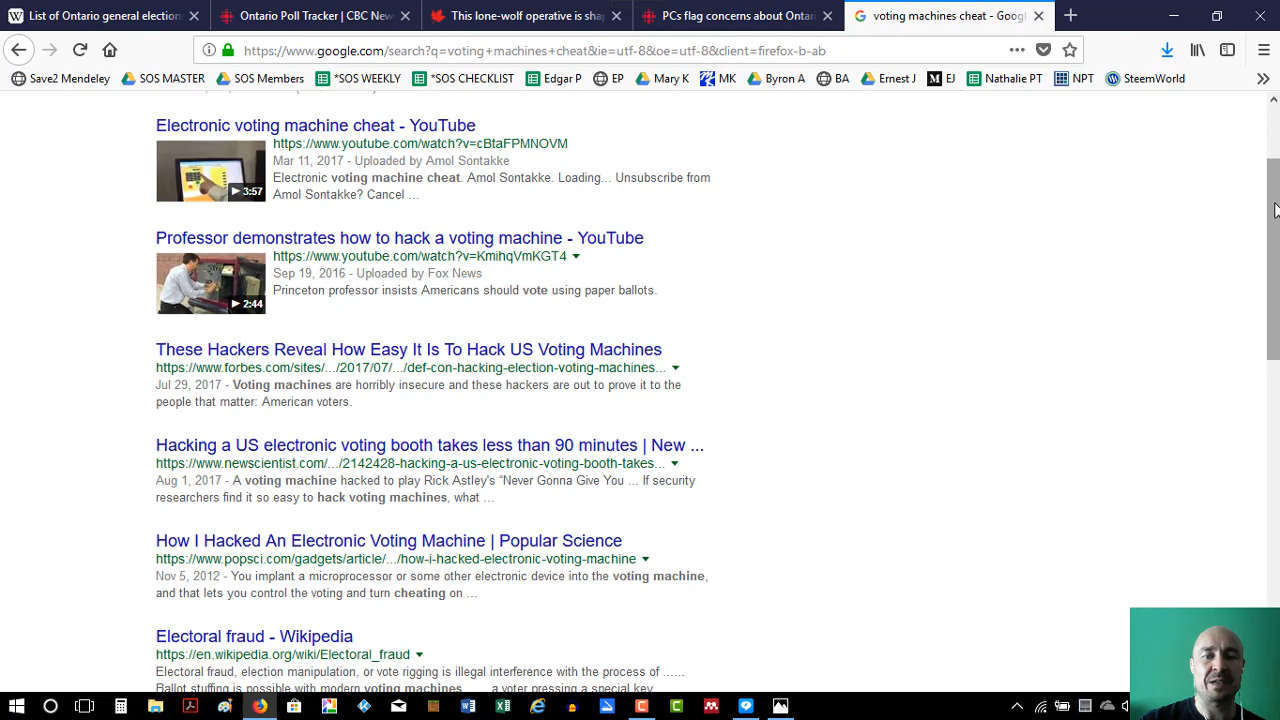 List of Ontario general elections
Ontario Poll Tracker | CBC New
This lone-wolf operative is shap
PCs flag concerns about Ontari
voting machines cheat - Googl
https://www.google.com/search?q=voting+machines+cheat&ie=utf-8&oe=utf-8&client=firefox-b-ab
Save2 Mendeley
SOS MASTER
SOS Members
*SOS WEEKLY
*SOS CHECKLIST
Edgar P
EP
Mary K
MK
Byron A
BA
Ernest J
EJ
Nathalie PT
NPT
SteemWorld
Electronic voting machine cheat - YouTube
https://www.youtube.com/watch?v=cBtaFPMNOVM
Mar 11, 2017 - Uploaded by Amol Sontakke
3:57
Electronic voting machine cheat. Amol Sontakke. Loading... Unsubscribe from
Amol Sontakke? Cancel ...
Professor demonstrates how to hack a voting machine - YouTube
https://www.youtube.com/watch?v=KmihqVmKGT4
Sep 19, 2016 - Uploaded by Fox News
Princeton professor insists Americans should vote using paper ballots.
2:44
These Hackers Reveal How Easy It Is To Hack US Voting Machines
https://www.forbes.com/sites/.../2017/07/.../def-con-hacking-election-voting-machines...
Jul 29, 2017 - Voting machines are horribly insecure and these hackers are out to prove it to the
people that matter: American voters.
Hacking a US electronic voting booth takes less than 90 minutes | New ...
https://www.newscientist.com/.../2142428-hacking-a-us-electronic-voting-booth-takes...
Aug 1, 2017 - A voting machine hacked to play Rick Astley's "Never Gonna Give You ... If security
researchers find it so easy to hack voting machines, what ...
How I Hacked An Electronic Voting Machine | Popular Science
https://www.popsci.com/gadgets/article/.../how-i-hacked-electronic-voting-machine
Nov 5, 2012 - You implant a microprocessor or some other electronic device into the voting machine,
and that lets you control the voting and turn cheating on ...
Electoral fraud - Wikipedia
https://en.wikipedia.org/wiki/Electoral_fraud
Electoral fraud, election manipulation, or vote rigging is illegal interference with the process of ......
Ballot stuffing is possible with modern voting machines a voter pressing a special key